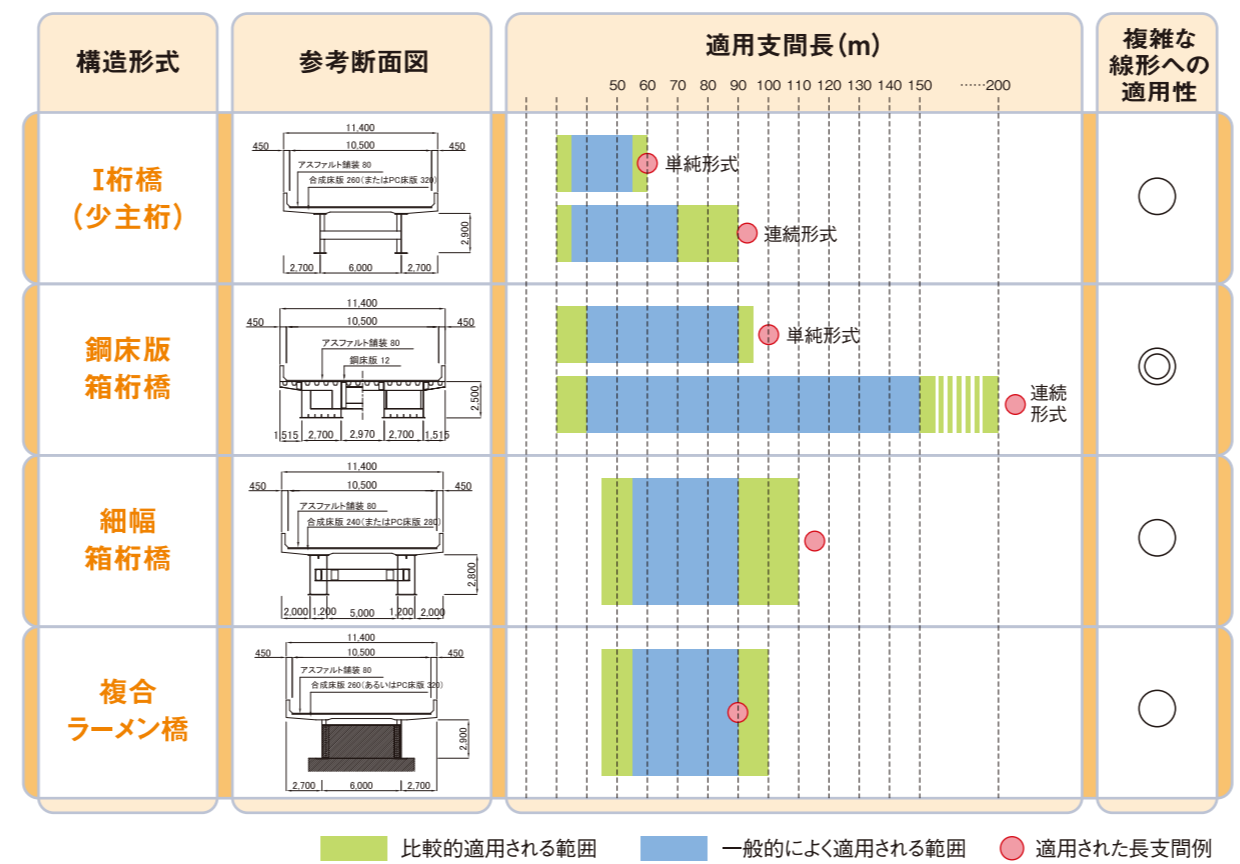 構造形式
参考断面図
適用支間長（m）
複雑な
線形への
適用性
50 60 70 80 90 100 110 120 130 140 150 ……200
I桁橋
（少主桁）
11,400
450 10,500 450
アスファルト舗装 80
合成床版 260（またはPC床版 320）
2,900
2,700 6,000 2,700
単純形式
連続形式
○
鋼床版
箱桁橋
11,400
450 10,500 450
アスファルト舗装 80
鋼床版 12
2,500
1,515 2,700 2,970 2,700 1,515
単純形式
連続
形式
◎
細幅
箱桁橋
11,400
450 10,500 450
アスファルト舗装 80
合成床版 240（またはPC床版 280）
2,800
2,000 1,200 5,000 1,200 2,000
○
複合
ラーメン橋
11,400
450 10,500 450
アスファルト舗装 80
合成床版 260（あるいはPC床版 320）
2,900
2,700 6,000 2,700
○
比較的適用される範囲 一般的によく適用される範囲 適用された長支間例